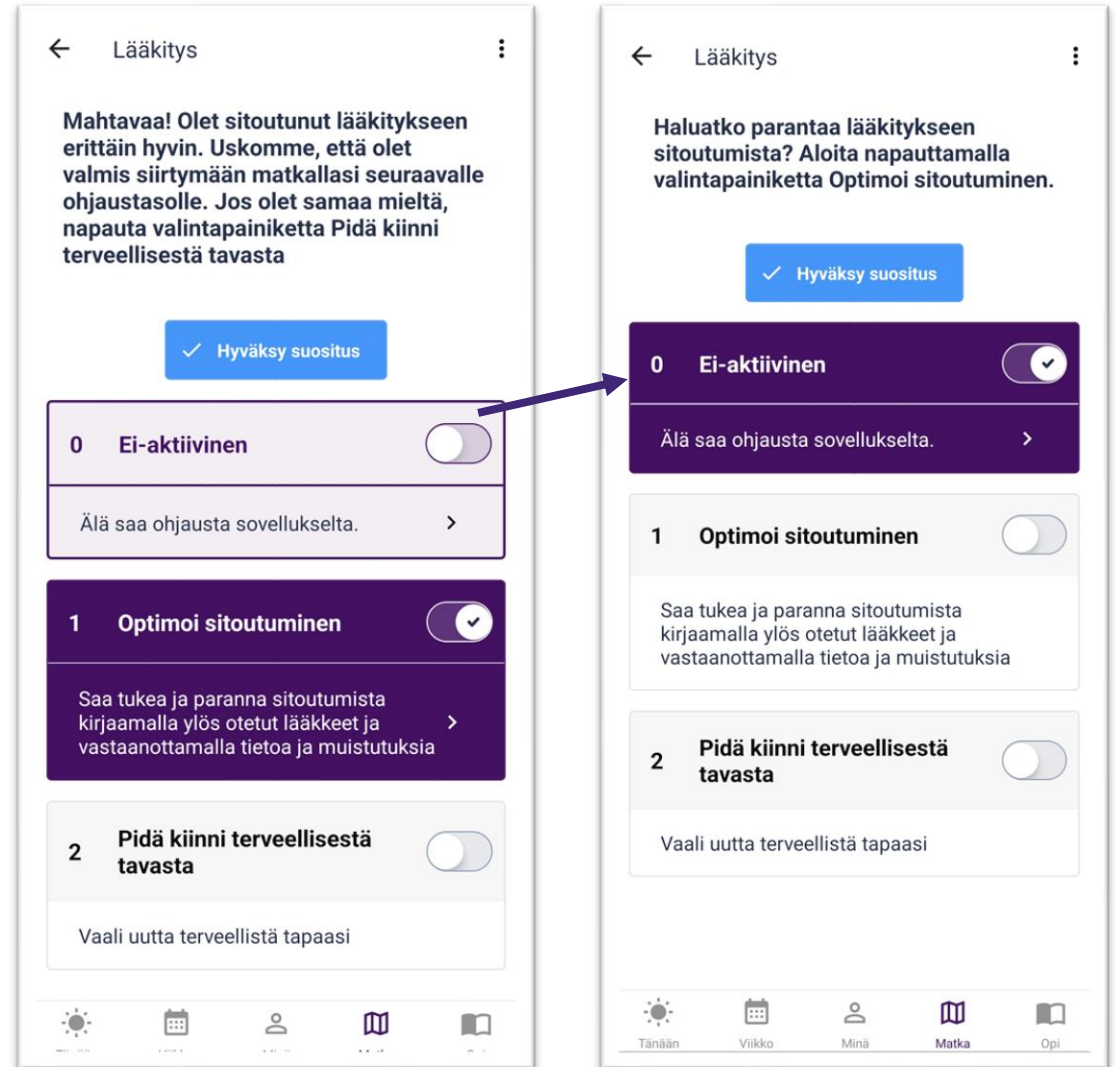 Lääkitys
Mahtavaa! Olet sitoutunut lääkitykseen
erittäin hyvin. Uskomme, että olet
valmis siirtymään matkallasi seuraavalle
ohjaustasolle. Jos olet samaa mieltä,
napauta valintapainiketta Pidä kiinni
terveellisestä tavasta
Hyväksy suositus
0 Ei-aktiivinen
Älä saa ohjausta sovellukselta.
1 Optimoi sitoutuminen
Saa tukea ja paranna sitoutumista
kirjaamalla ylös otetut lääkkeet ja
vastaanottamalla tietoa ja muistutuksia
2 Pidä kiinni terveellisestä
tavasta
Vaali uutta terveellistä tapaasi
Lääkitys
Haluatko parantaa lääkitykseen
sitoutumista? Aloita napauttamalla
valintapainiketta Optimoi sitoutuminen.
Hyväksy suositus
0 Ei-aktiivinen
Älä saa ohjausta sovellukselta.
1 Optimoi sitoutuminen
Saa tukea ja paranna sitoutumista
kirjaamalla ylös otetut lääkkeet ja
vastaanottamalla tietoa ja muistutuksia
2 Pidä kiinni terveellisestä
tavasta
Vaali uutta terveellistä tapaasi
Tänään Viikko Minä Matka Opi